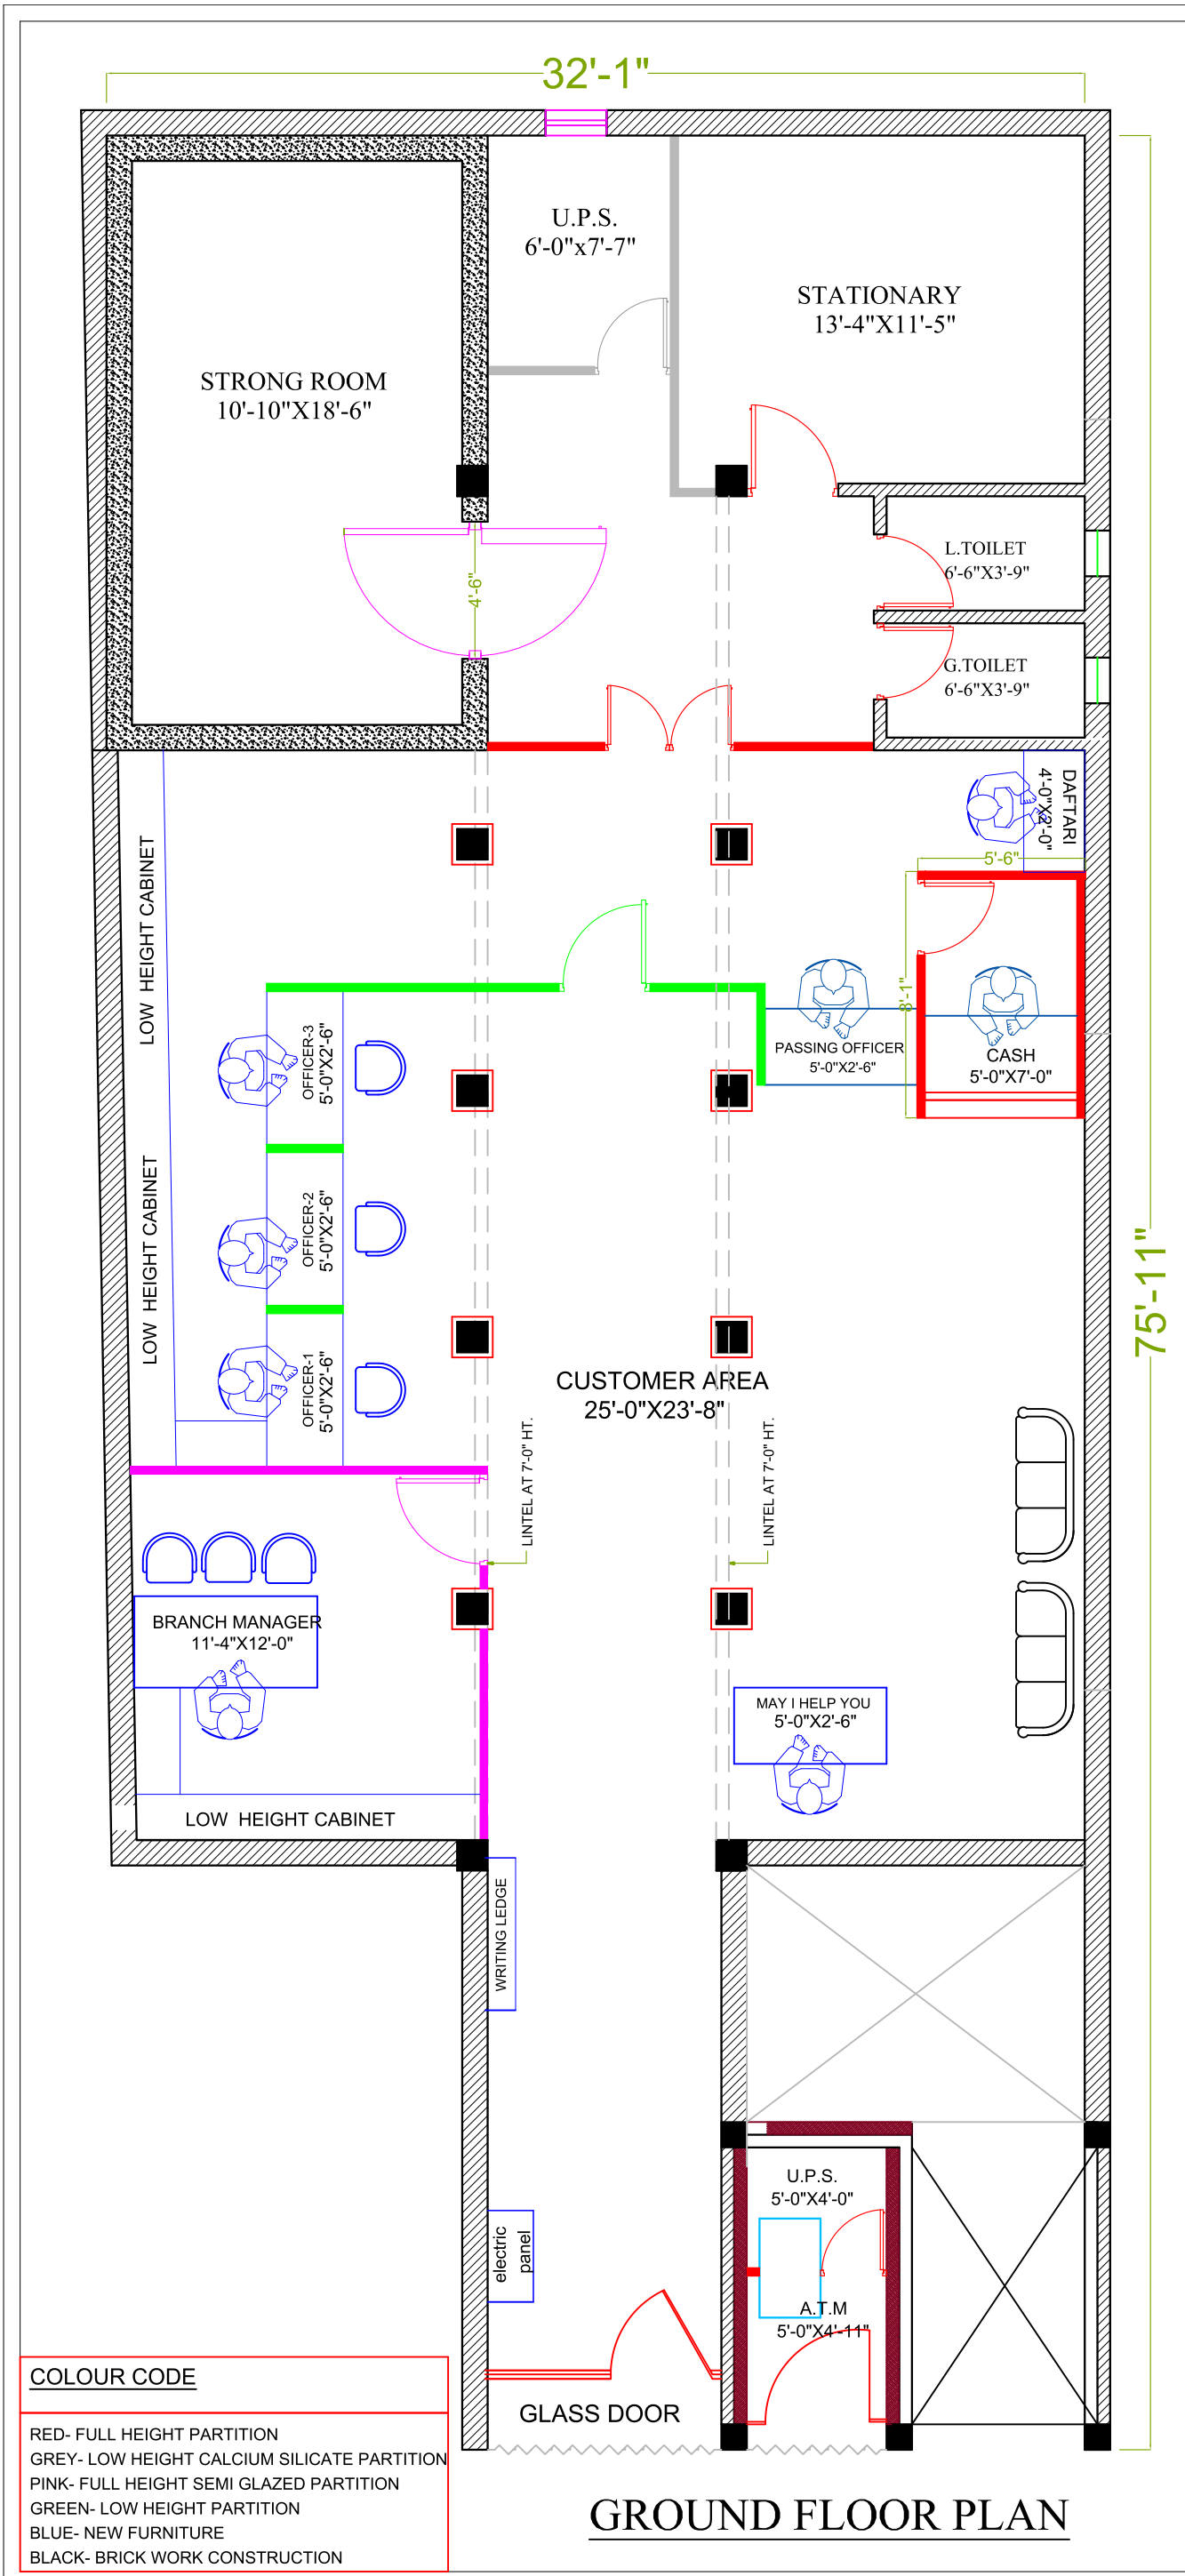 32'-1"
U.P.S.
6'-0"x7'-7"
STATIONARY
13'-4"X11'-5"
STRONG ROOM
10'-10"X18'-6"
4'-6"
L.TOILET
6'-6"X3'-9"
G.TOILET
6'-6"X3'-9"
DAFTARI
4'-0"X2'-0"
5'-6"
8'-1"
LOW HEIGHT CABINET
OFFICER-3
5'-0"X2'-6"
PASSING OFFICER
5'-0"X2'-6"
CASH
5'-0"X7'-0"
LOW HEIGHT CABINET
OFFICER-2
5'-0"X2'-6"
75'-11"
OFFICER-1
5'-0"X2'-6"
CUSTOMER AREA
25'-0"X23'-8"
LINTEL AT 7'-0" HT.
LINTEL AT 7'-0" HT.
BRANCH MANAGER
11'-4"X12'-0"
MAY I HELP YOU
5'-0"X2'-6"
LOW HEIGHT CABINET
WRITING LEDGE
U.P.S.
5'-0"X4'-0"
electric
panel
A.T.M
5'-0"X4'-11"
GLASS DOOR
COLOUR CODE
RED- FULL HEIGHT PARTITION
GREY- LOW HEIGHT CALCIUM SILICATE PARTITION
PINK- FULL HEIGHT SEMI GLAZED PARTITION
GREEN- LOW HEIGHT PARTITION
BLUE- NEW FURNITURE
BLACK- BRICK WORK CONSTRUCTION
GROUND FLOOR PLAN